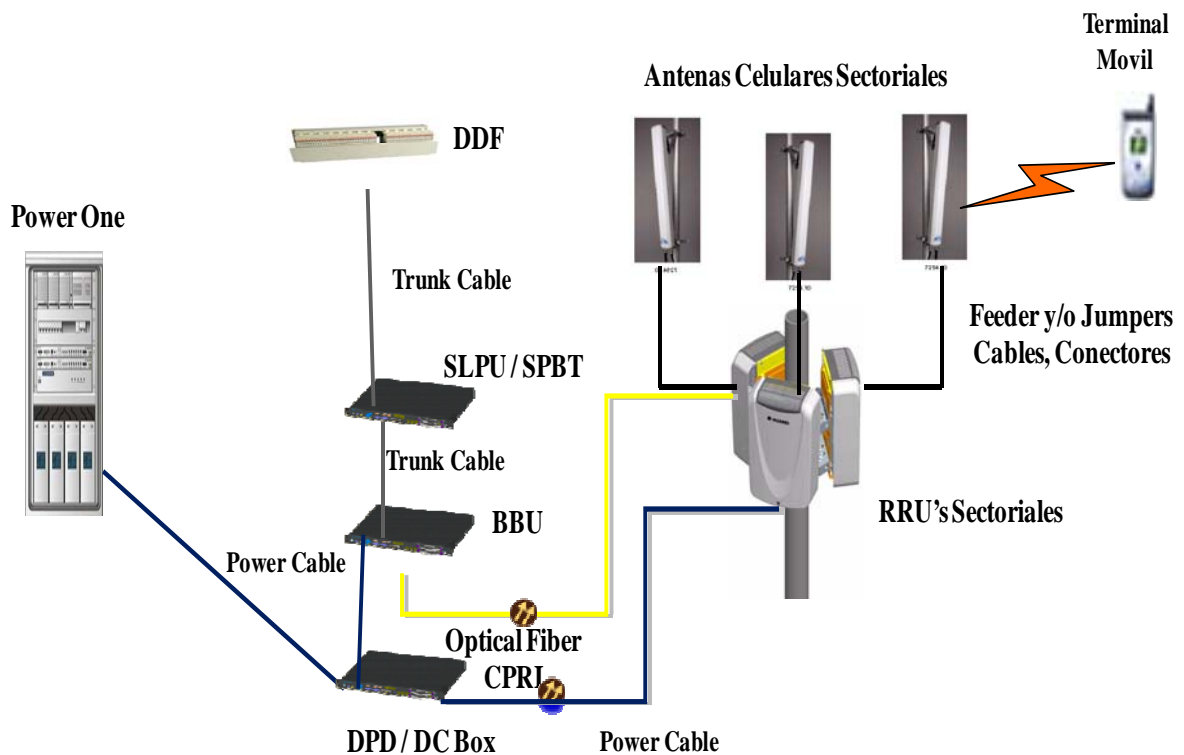 Terminal
Movil
Antenas Celulares Sectoriales
DDF
Power One
Trunk Cable
Feeder y/o Jumpers
Cables, Conectores
SLPU / SPBT
Trunk Cable
BBU
RRU's Sectoriales
Power Cable
Optical Fiber
CPRI
DPD / DC Box
Power Cable